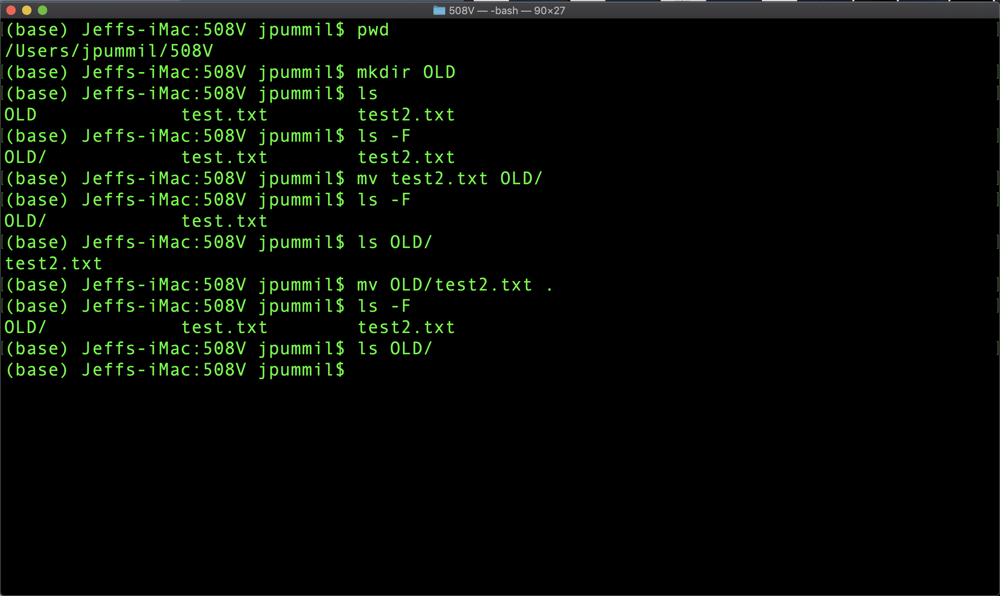 508V — -bash — 90×27
(base) Jeffs-iMac:508V jpummil$ pwd
/Users/jpummil/508V
(base) Jeffs-iMac:508V jpummil$ mkdir OLD
(base) Jeffs-iMac:508V jpummil$ ls
OLD test.txt test2.txt
(base) Jeffs-iMac:508V jpummil$ ls -F
OLD/ test.txt test2.txt
(base) Jeffs-iMac:508V jpummil$ mv test2.txt OLD/
(base) Jeffs-iMac:508V jpummil$ ls -F
OLD/ test.txt
(base) Jeffs-iMac:508V jpummil$ ls OLD/
test2.txt
(base) Jeffs-iMac:508V jpummil$ mv OLD/test2.txt .
(base) Jeffs-iMac:508V jpummil$ ls -F
OLD/ test.txt test2.txt
(base) Jeffs-iMac:508V jpummil$ ls OLD/
(base) Jeffs-iMac:508V jpummil$